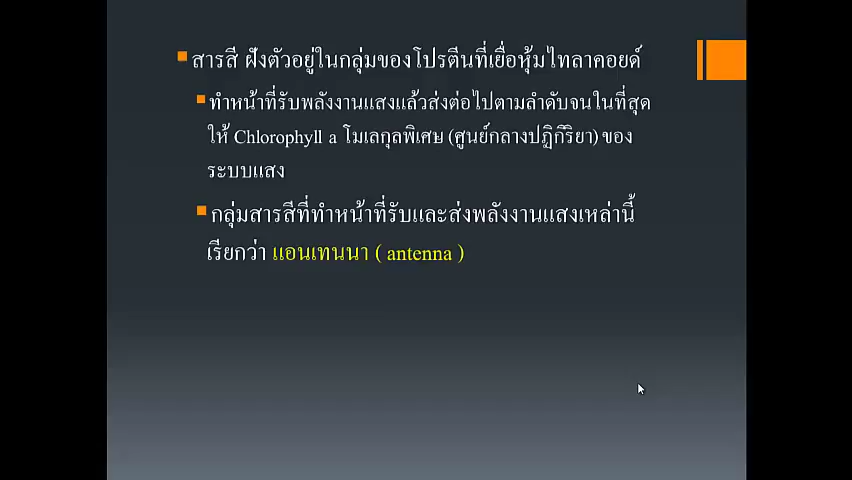 สารสี ฝังตัวอยู่ในกลุ่มของโปรตีนที่เยื่อหุ้มไทลาคอยด์
ทำหน้าที่รับพลังงานแสงแล้วส่งต่อไปตามลำดับจนในที่สุด
ให้ Chlorophyll a โมเลกุลพิเศษ (ศูนย์กลางปฏิกิริยา) ของ
ระบบแสง
กลุ่มสารสีที่ทำหน้าที่รับและส่งพลังงานแสงเหล่านี้
เรียกว่า แอนเทนนา ( antenna )